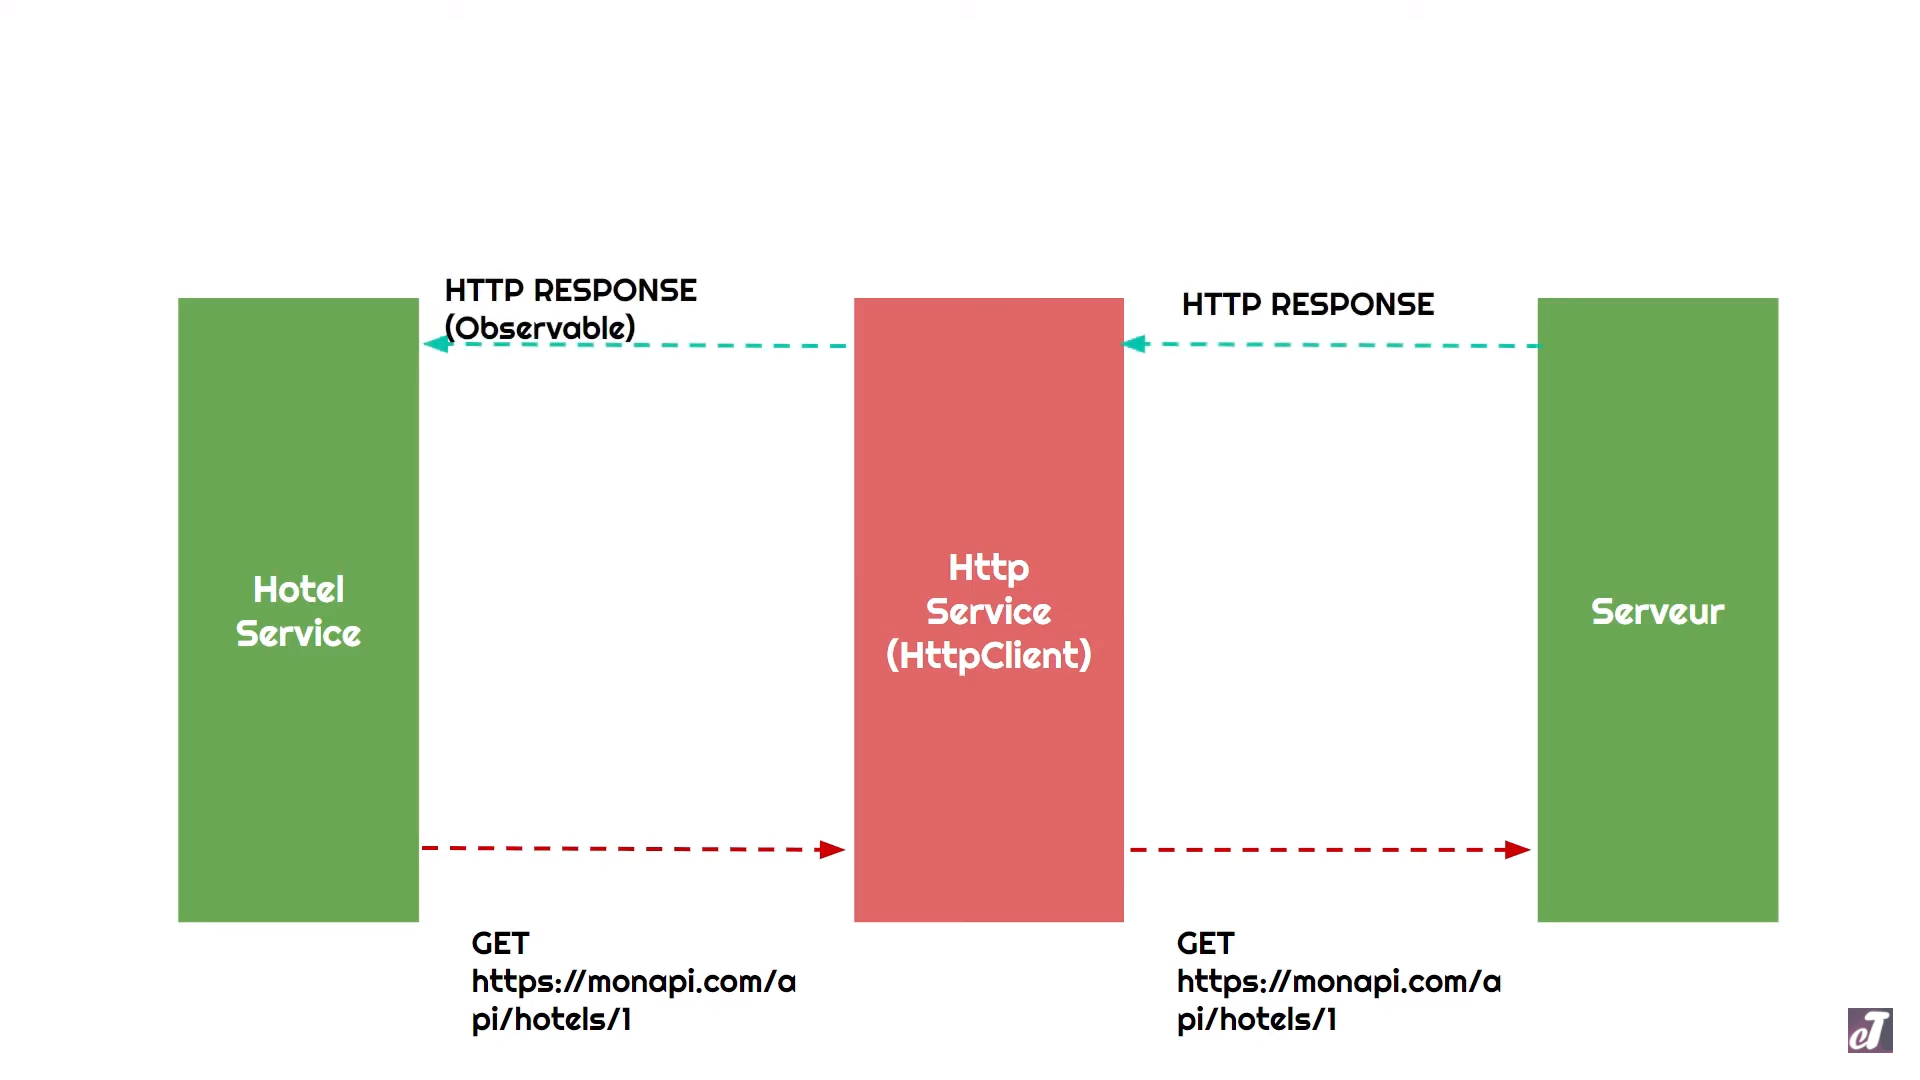 HTTP RESPONSE
(Observable)
HTTP RESPONSE
Hotel
Service
Http
Service
(HttpClient)
Serveur
GET
https://monapi.com/a
pi/hotels/1
GET
https://monapi.com/a
pi/hotels/1
cT